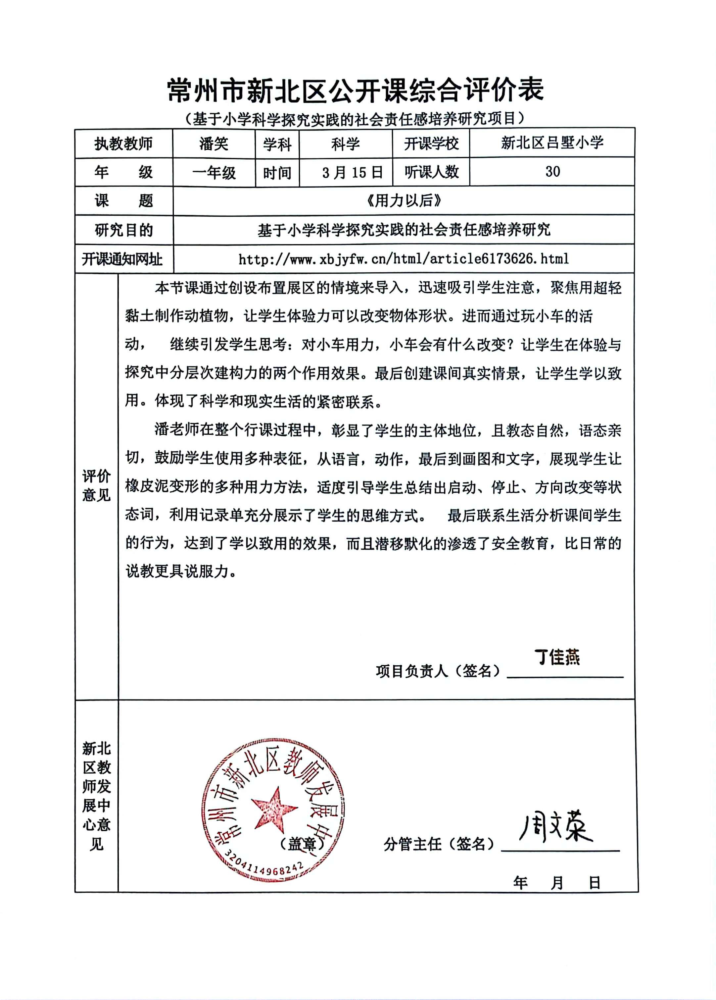 常州市新北区公开课综合评价表
（基于小学科学探究实践的社会责任感培养研究项目）
执教教师 潘笑 学科 科学 开课学校 新北区吕墅小学
年 级 一年级 时间 3月15日 听课人数 30
课 题 《用力以后》
研究目的 基于小学科学探究实践的社会责任感培养研究
开课通知网址 http://www.xbjyfw.cn/html/article6173626.html
本节课通过创设布置展区的情境来导入，迅速吸引学生注意，聚焦用超轻
黏土制作动植物，让学生体验力可以改变物体形状。进而通过玩小车的活
动， 继续引发学生思考：对小车用力，小车会有什么改变？让学生在体验与
探究中分层次建构力的两个作用效果。最后创建课间真实情景，让学生学以致
用。体现了科学和现实生活的紧密联系。
潘老师在整个行课过程中，彰显了学生的主体地位，且教态自然，语态亲
切，鼓励学生使用多种表征，从语言，动作，最后到画图和文字，展现学生让
橡皮泥变形的多种用力方法，适度引导学生总结出启动、停止、方向改变等状
态词，利用记录单充分展示了学生的思维方式。 最后联系生活分析课间学生
的行为，达到了学以致用的效果，而且潜移默化的渗透了安全教育，比日常的
说教更具说服力。
评价
意见
丁佳燕
项目负责人（签名）
新北
区教
师发
展中
心意
见
常州市新北区教师发展中心
3204114968242
（盖章）
周文荣
分管主任（签名）
年 月 日